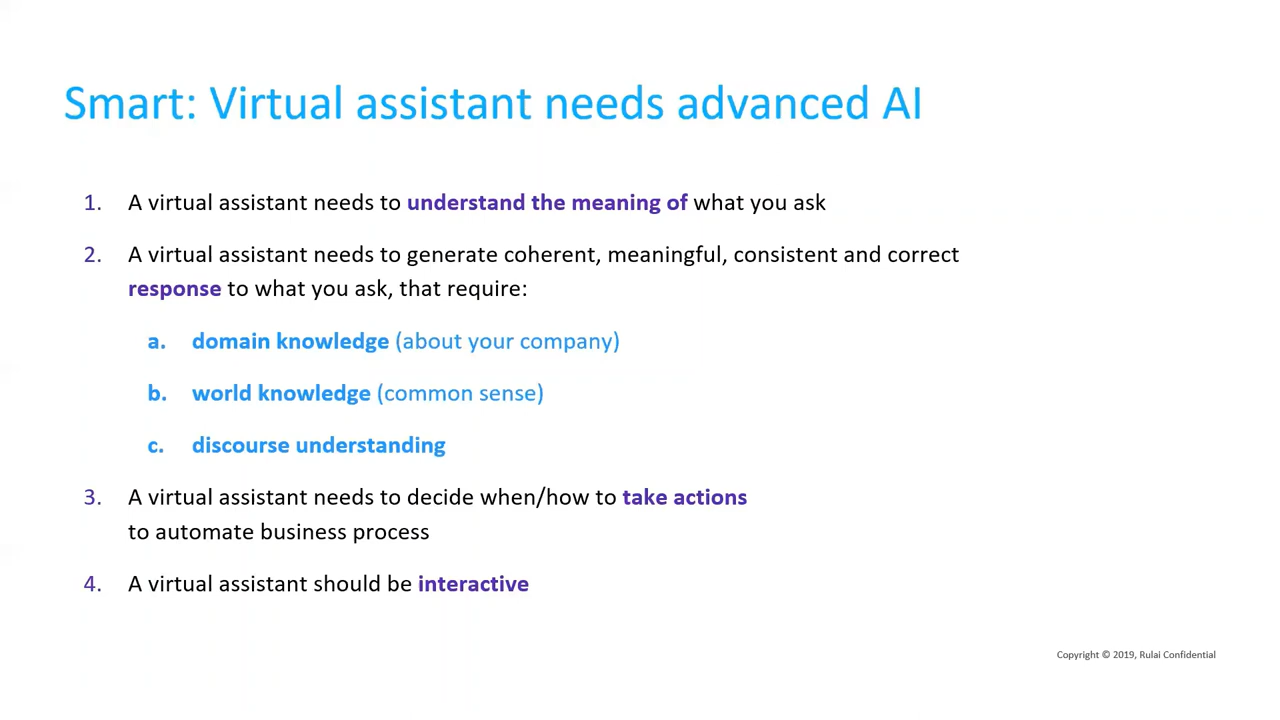 Smart: Virtual assistant needs advanced AI
1. A virtual assistant needs to understand the meaning of what you ask
2. A virtual assistant needs to generate coherent, meaningful, consistent and correct
response to what you ask, that require:
a. domain knowledge (about your company)
b. world knowledge (common sense)
c. discourse understanding
3. A virtual assistant needs to decide when/how to take actions
to automate business process
4. A virtual assistant should be interactive
Copyright © 2019, Rulai Confidential